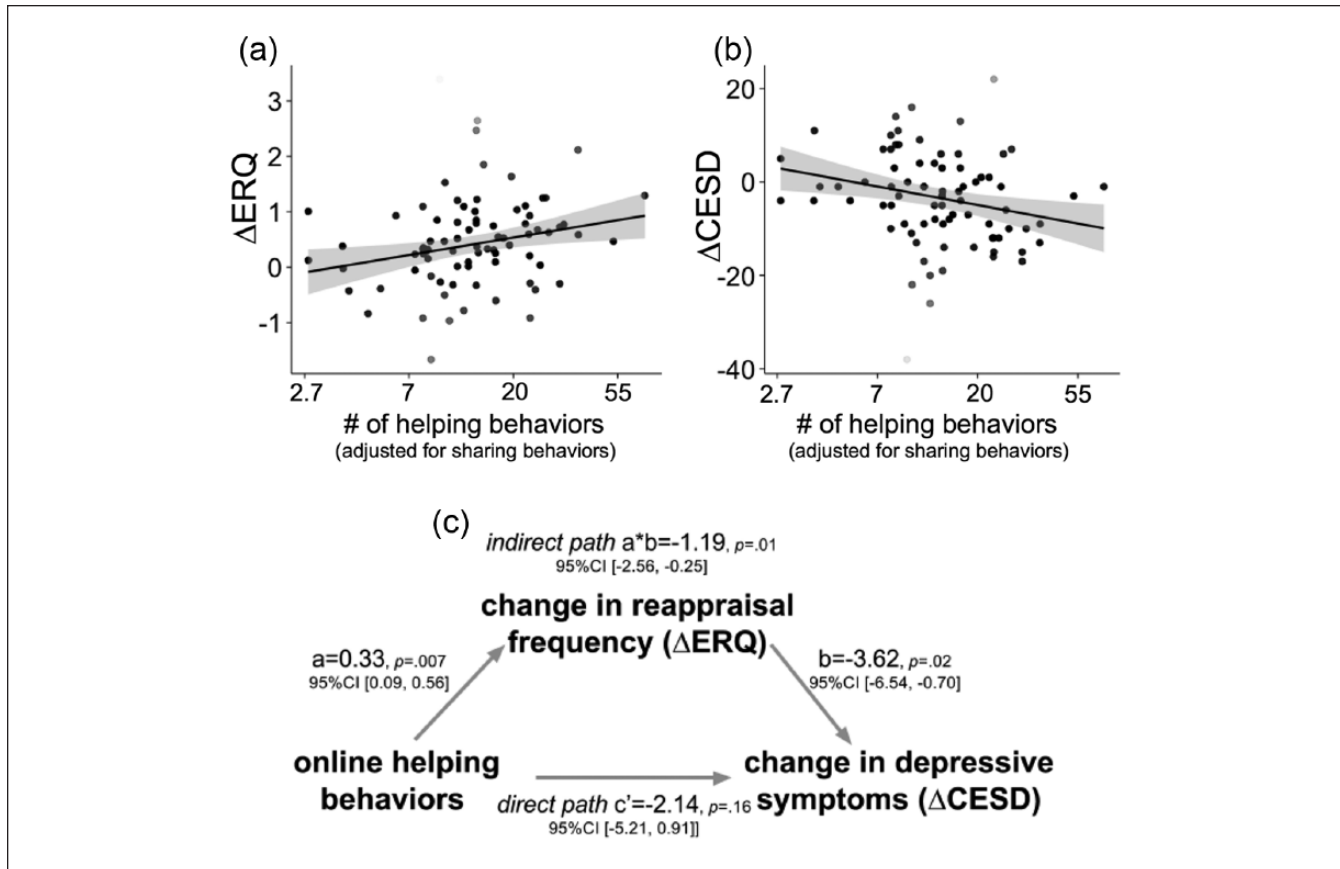 (a)
3
2
1
0
-1
ΔERQ
2.7 7 20 55
# of helping behaviors
(adjusted for sharing behaviors)
(b)
20
0
-20
-40
ΔCESD
2.7 7 20 55
# of helping behaviors
(adjusted for sharing behaviors)
(c)
indirect path a*b=-1.19, p=.01
95%CI [-2.56, -0.25]
change in reappraisal
frequency (ΔERQ)
a=0.33, p=.007
95%CI [0.09, 0.56]
b=-3.62, p=.02
95%CI [-6.54, -0.70]
online helping
behaviors
change in depressive
symptoms (ΔCESD)
direct path c'=-2.14, p=.16
95%CI [-5.21, 0.91]]